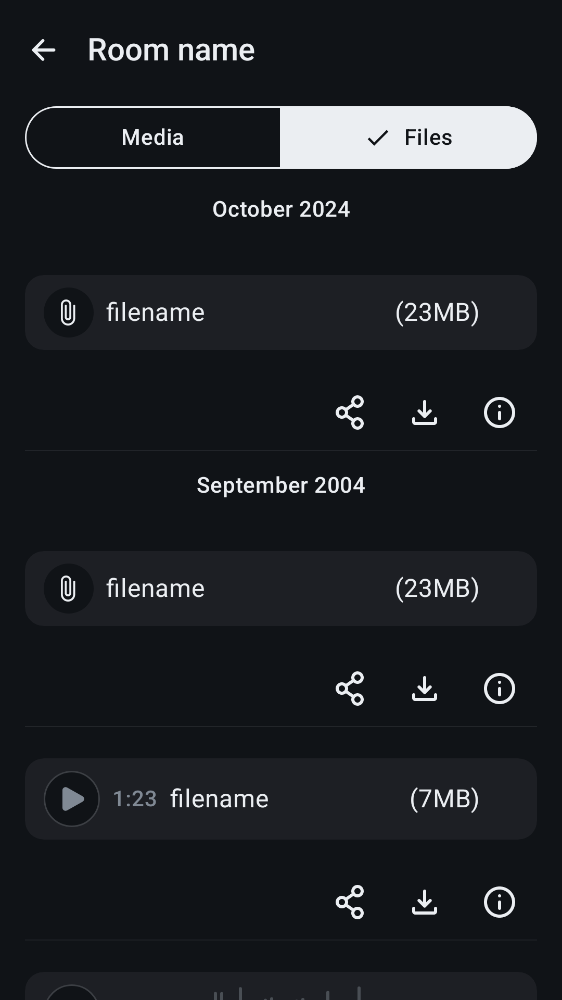 Room name
Media
Files
October 2024
filename (23MB)
September 2004
filename (23MB)
1:23 filename (7MB)